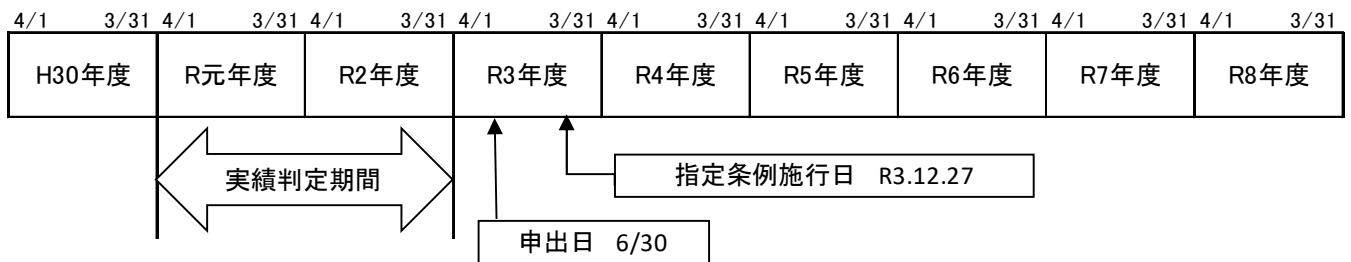 4/1 3/31 4/1 3/31 4/1 3/31 4/1 3/31 4/1 3/31 4/1 3/31 4/1 3/31 4/1 3/31 4/1 3/31
H30年度 R元年度 R2年度 R3年度 R4年度 R5年度 R6年度 R7年度 R8年度
実績判定期間
指定条例施行日 R3.12.27
申出日 6/30